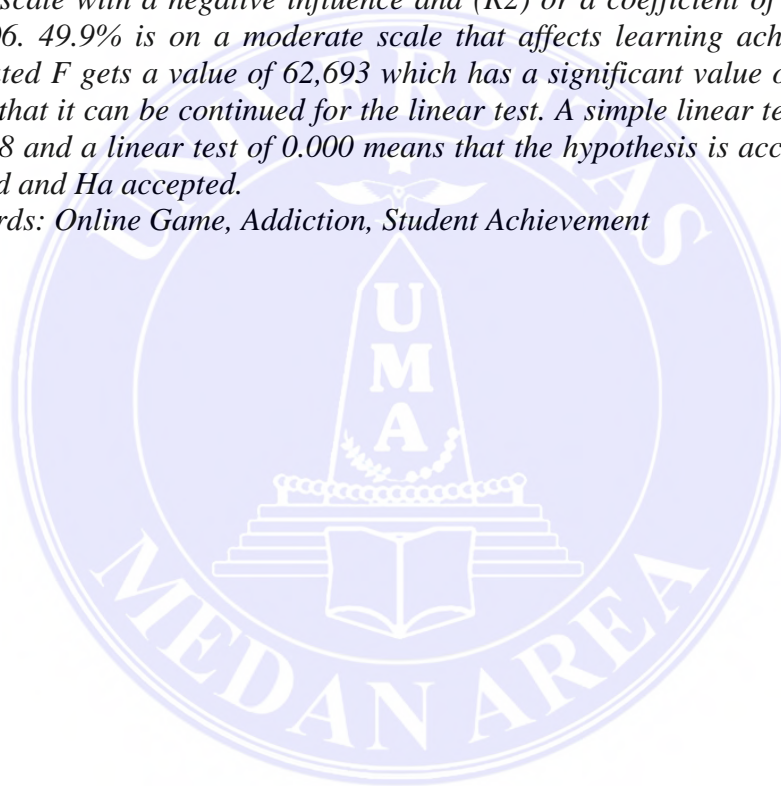 scale with a negative influence and (R2) or a coefficient of
06. 49.9% is on a moderate scale that affects learning ach
ted F gets a value of 62,693 which has a significant value o
that it can be continued for the linear test. A simple linear te
8 and a linear test of 0.000 means that the hypothesis is acc
d and Ha accepted.
rds: Online Game, Addiction, Student Achievement
UNIVERSITAS
U
M
A
MEDAN AREA